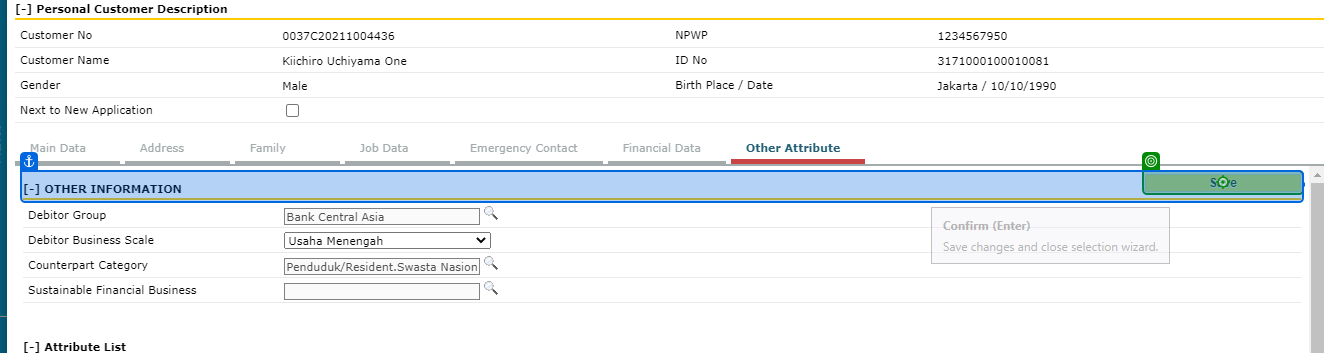 [-] Personal Customer Description
Customer No 0037C20211004436 NPWP 1234567950
Customer Name Kiichiro Uchiyama One ID No 3171000100010081
Gender Male Birth Place / Date Jakarta / 10/10/1990
Next to New Application
Main Data Address Family Job Data Emergency Contact Financial Data Other Attribute
[-] OTHER INFORMATION Save
Debitor Group Bank Central Asia
Confirm (Enter)
Debitor Business Scale Usaha Menengah
Save changes and close selection wizard.
Counterpart Category Penduduk/Resident.Swasta Nasion
Sustainable Financial Business
[-] Attribute List